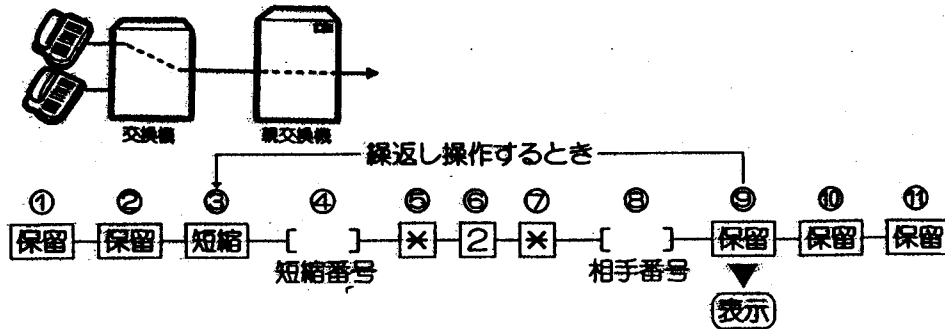 交換機
親交換機
繰返し操作するとき
① ② ③ ④ ⑤ ⑥ ⑦ ⑧ ⑨ ⑩ ⑪
保留 保留 短縮 [ ] * 2 * [ ] 保留 保留 保留
短縮番号 相手番号
表示